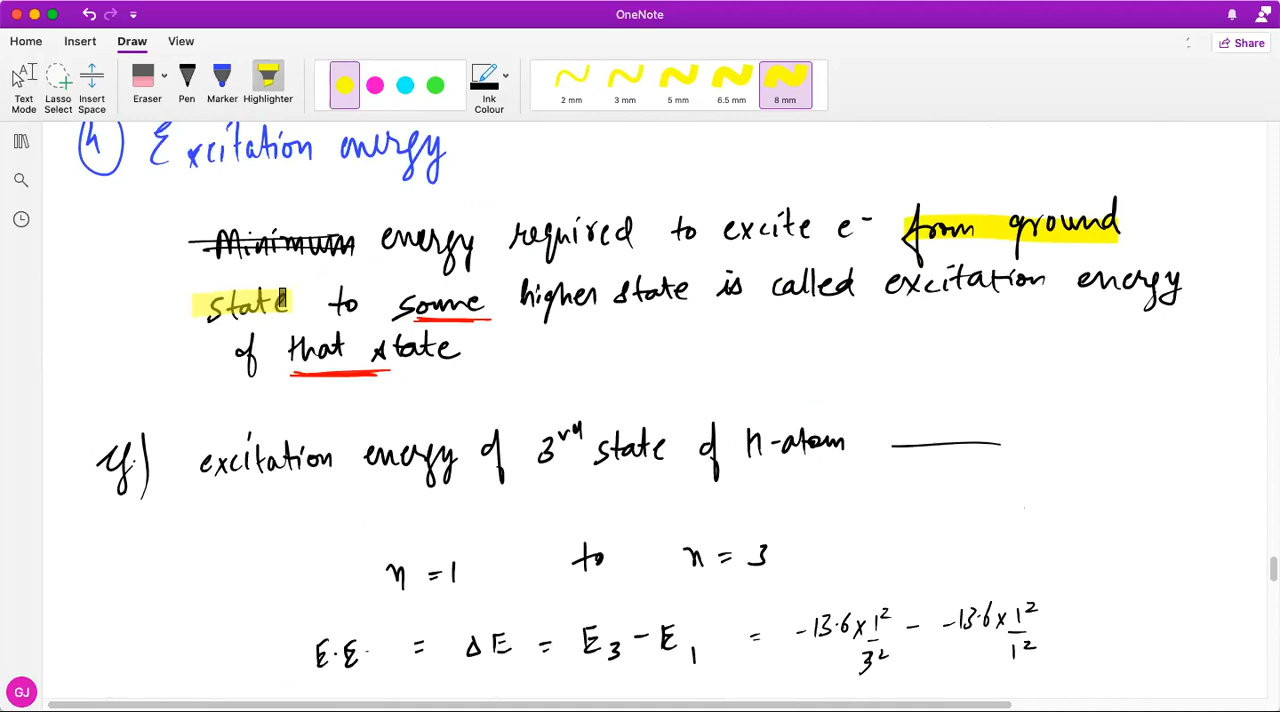 OneNote
Home Insert Draw View
Share
Text Mode
Lasso Select
Insert Space
Eraser
Pen
Marker
Highlighter
Ink Colour
2 mm
3 mm
5 mm
6.5 mm
8 mm
h) Excitation energy
Minimum energy required to excite e- from ground
state to some higher state is called excitation energy
of that state
eg.) excitation energy of 3rd state of H-atom ______
n = 1 to n = 3
E.E. = ΔE = E3 - E1 = -13.6 x 1²/3² - -13.6 x 1²/1²
GJ